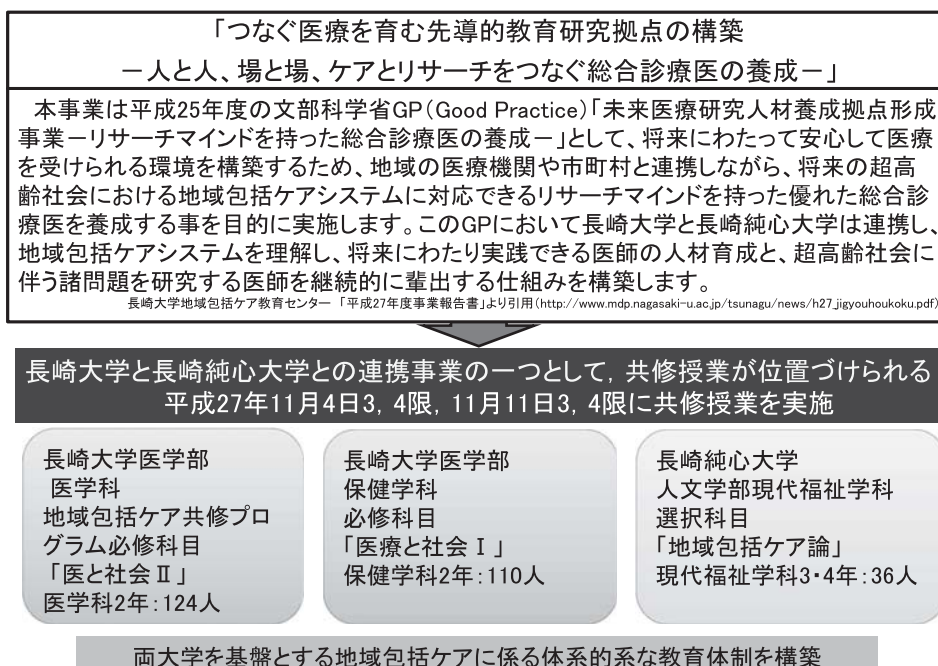 「つなぐ医療を育む先導的教育研究拠点の構築
－人と人、場と場、ケアとリサーチをつなぐ総合診療医の養成－」
本事業は平成25年度の文部科学省GP(Good Practice)「未来医療研究人材養成拠点形成
事業－リサーチマインドを持った総合診療医の養成－」として、将来にわたって安心して医療
を受けられる環境を構築するため、地域の医療機関や市町村と連携しながら、将来の超高
齢社会における地域包括ケアシステムに対応できるリサーチマインドを持った優れた総合診
療医を養成する事を目的に実施します。このGPにおいて長崎大学と長崎純心大学は連携し、
地域包括ケアシステムを理解し、将来にわたり実践できる医師の人材育成と、超高齢社会に
伴う諸問題を研究する医師を継続的に輩出する仕組みを構築します。
長崎大学地域包括ケア教育センター 「平成27年度事業報告書」より引用(http://www.mdp.nagasaki-u.ac.jp/tsunagu/news/h27_jigyouhoukoku.pdf)
長崎大学と長崎純心大学との連携事業の一つとして，共修授業が位置づけられる
平成27年11月4日3，4限，11月11日3，4限に共修授業を実施
長崎大学医学部
医学科
地域包括ケア共修プロ
グラム必修科目
「医と社会Ⅱ」
医学科2年：124人
長崎大学医学部
保健学科
必修科目
「医療と社会Ⅰ」
保健学科2年：110人
長崎純心大学
人文学部現代福祉学科
選択科目
「地域包括ケア論」
現代福祉学科3・4年：36人
両大学を基盤とする地域包括ケアに係る体系的系な教育体制を構築